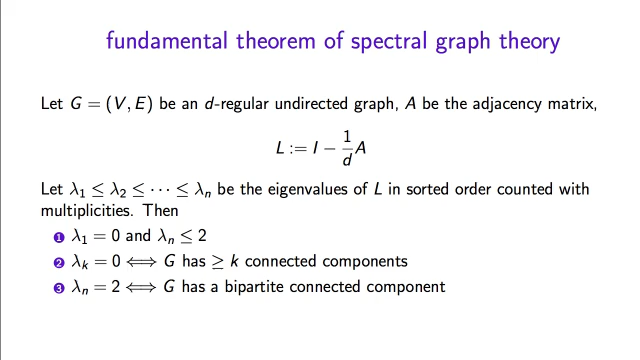 fundamental theorem of spectral graph theory
Let G = (V, E) be an d-regular undirected graph, A be the adjacency matrix,
L := I − 1/d A
Let λ₁ ≤ λ₂ ≤ ⋯ ≤ λₙ be the eigenvalues of L in sorted order counted with
multiplicities. Then
1 λ₁ = 0 and λₙ ≤ 2
2 λₖ = 0 ⟺ G has ≥ k connected components
3 λₙ = 2 ⟺ G has a bipartite connected component